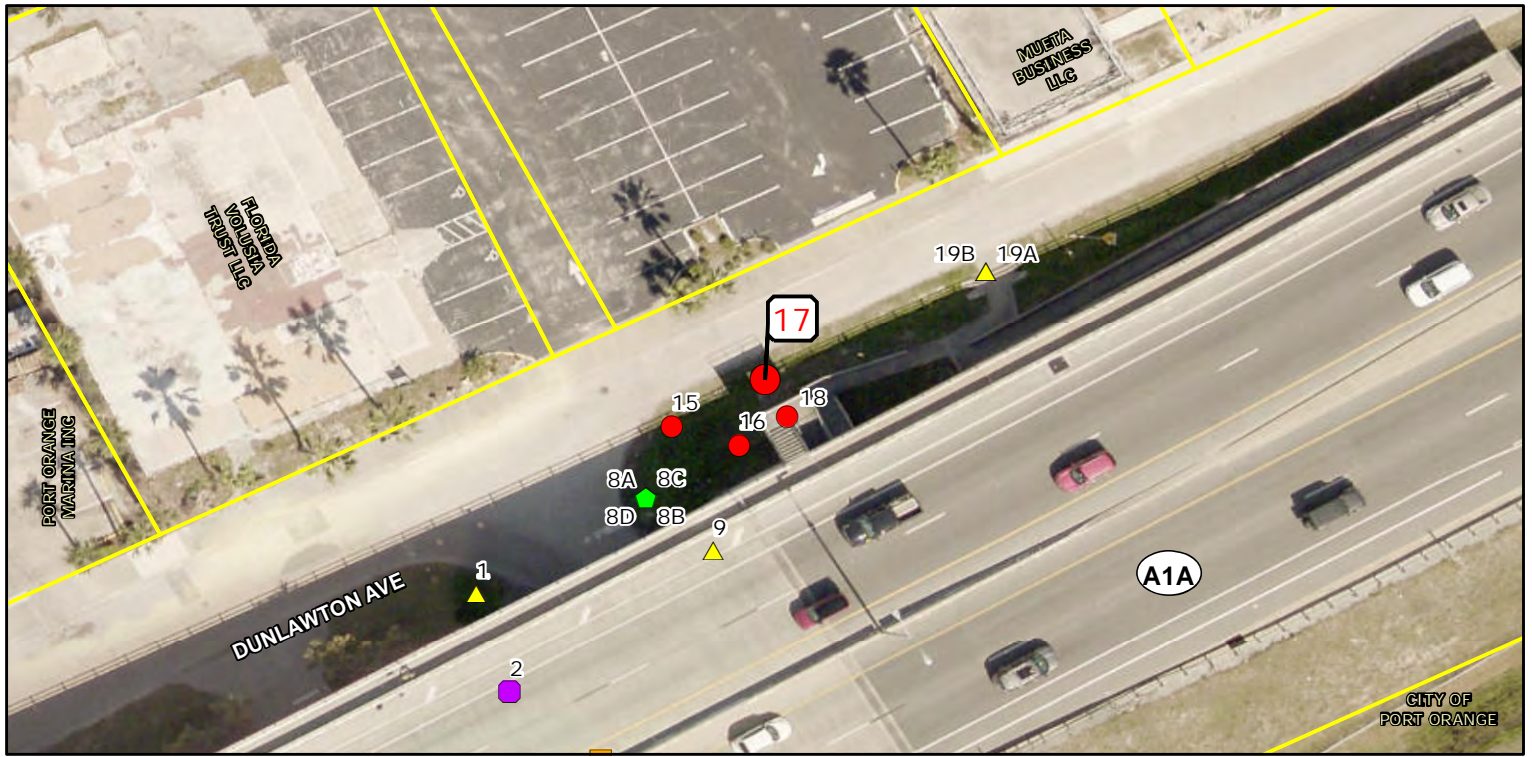 MUETA
BUSINESS
LLC
FLORIDA
VOLUSIA
TRUST LLC
19B 19A
17
15
18
16
PORT ORANGE
MARINA INC
8A 8C
8D 8B
9
1
A1A
DUNLAWTON AVE
2
CITY OF
PORT ORANGE